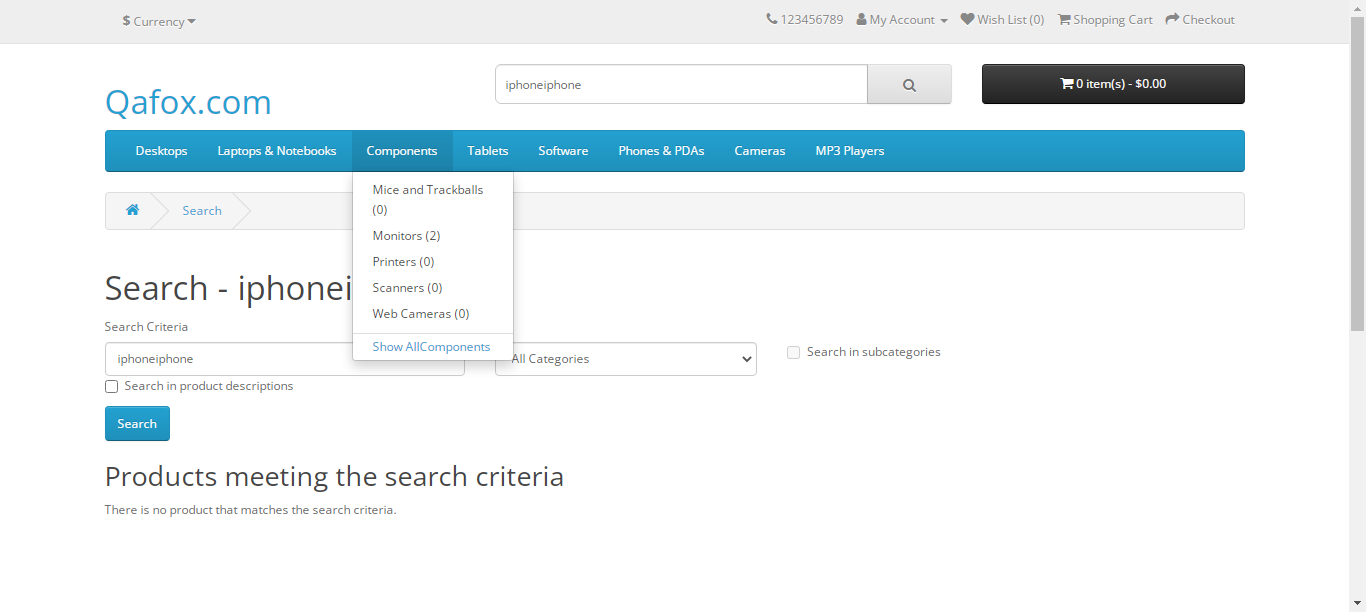 $ Currency
123456789 My Account Wish List (0) Shopping Cart Checkout
Qafox.com
iphoneiphone
0 item(s) - $0.00
Desktops Laptops & Notebooks Components Tablets Software Phones & PDAs Cameras MP3 Players
Mice and Trackballs
(0)
Monitors (2)
Printers (0)
Scanners (0)
Web Cameras (0)
Show AllComponents
Search
Search - iphonei
Search Criteria
iphoneiphone
All Categories
Search in subcategories
Search in product descriptions
Search
Products meeting the search criteria
There is no product that matches the search criteria.